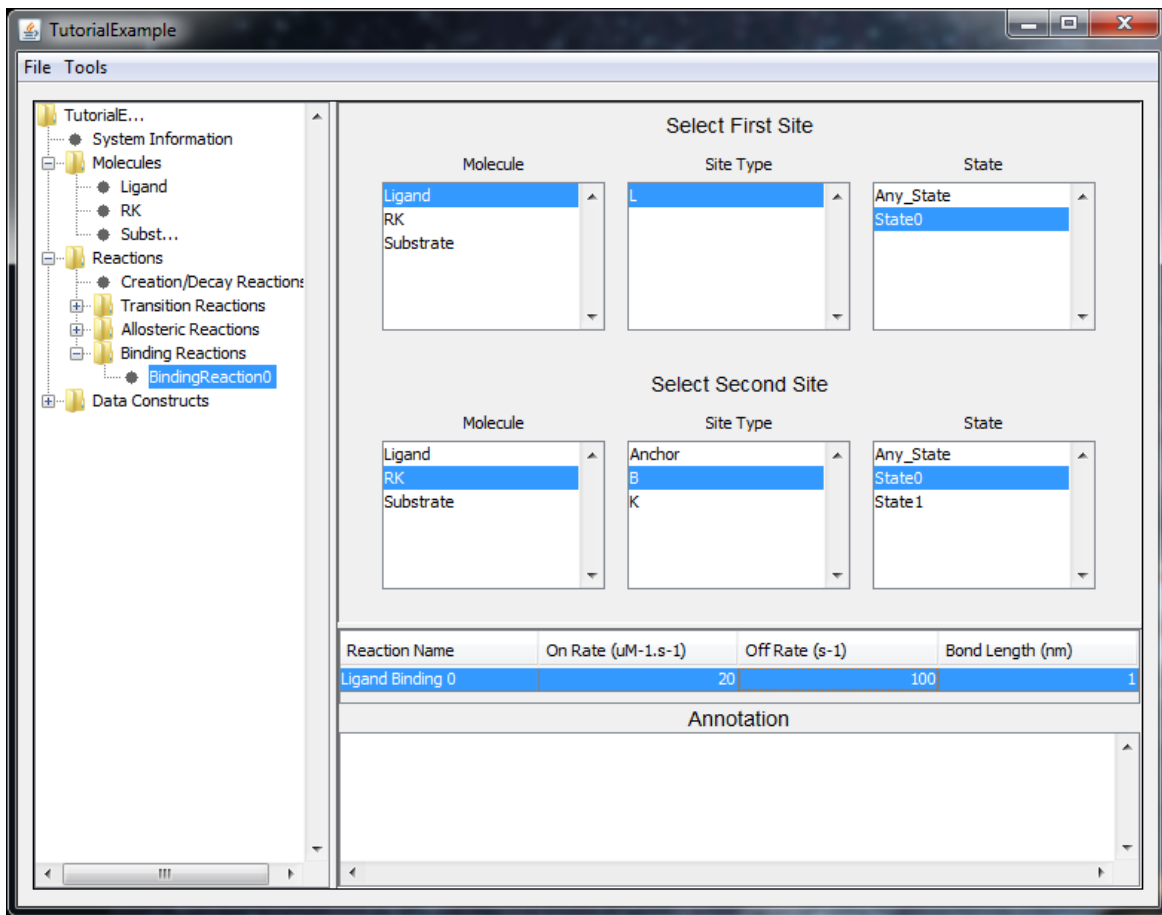 TutorialExample
File Tools
TutorialE...
System Information
Molecules
Ligand
RK
Subst...
Reactions
Creation/Decay Reactions
Transition Reactions
Allosteric Reactions
Binding Reactions
BindingReaction0
Data Constructs
Select First Site
Molecule Site Type State
Ligand L Any_State
RK State0
Substrate
Select Second Site
Molecule Site Type State
Ligand Anchor Any_State
RK B State0
Substrate K State1
Reaction Name On Rate (uM-1.s-1) Off Rate (s-1) Bond Length (nm)
Ligand Binding 0 20 100 1
Annotation